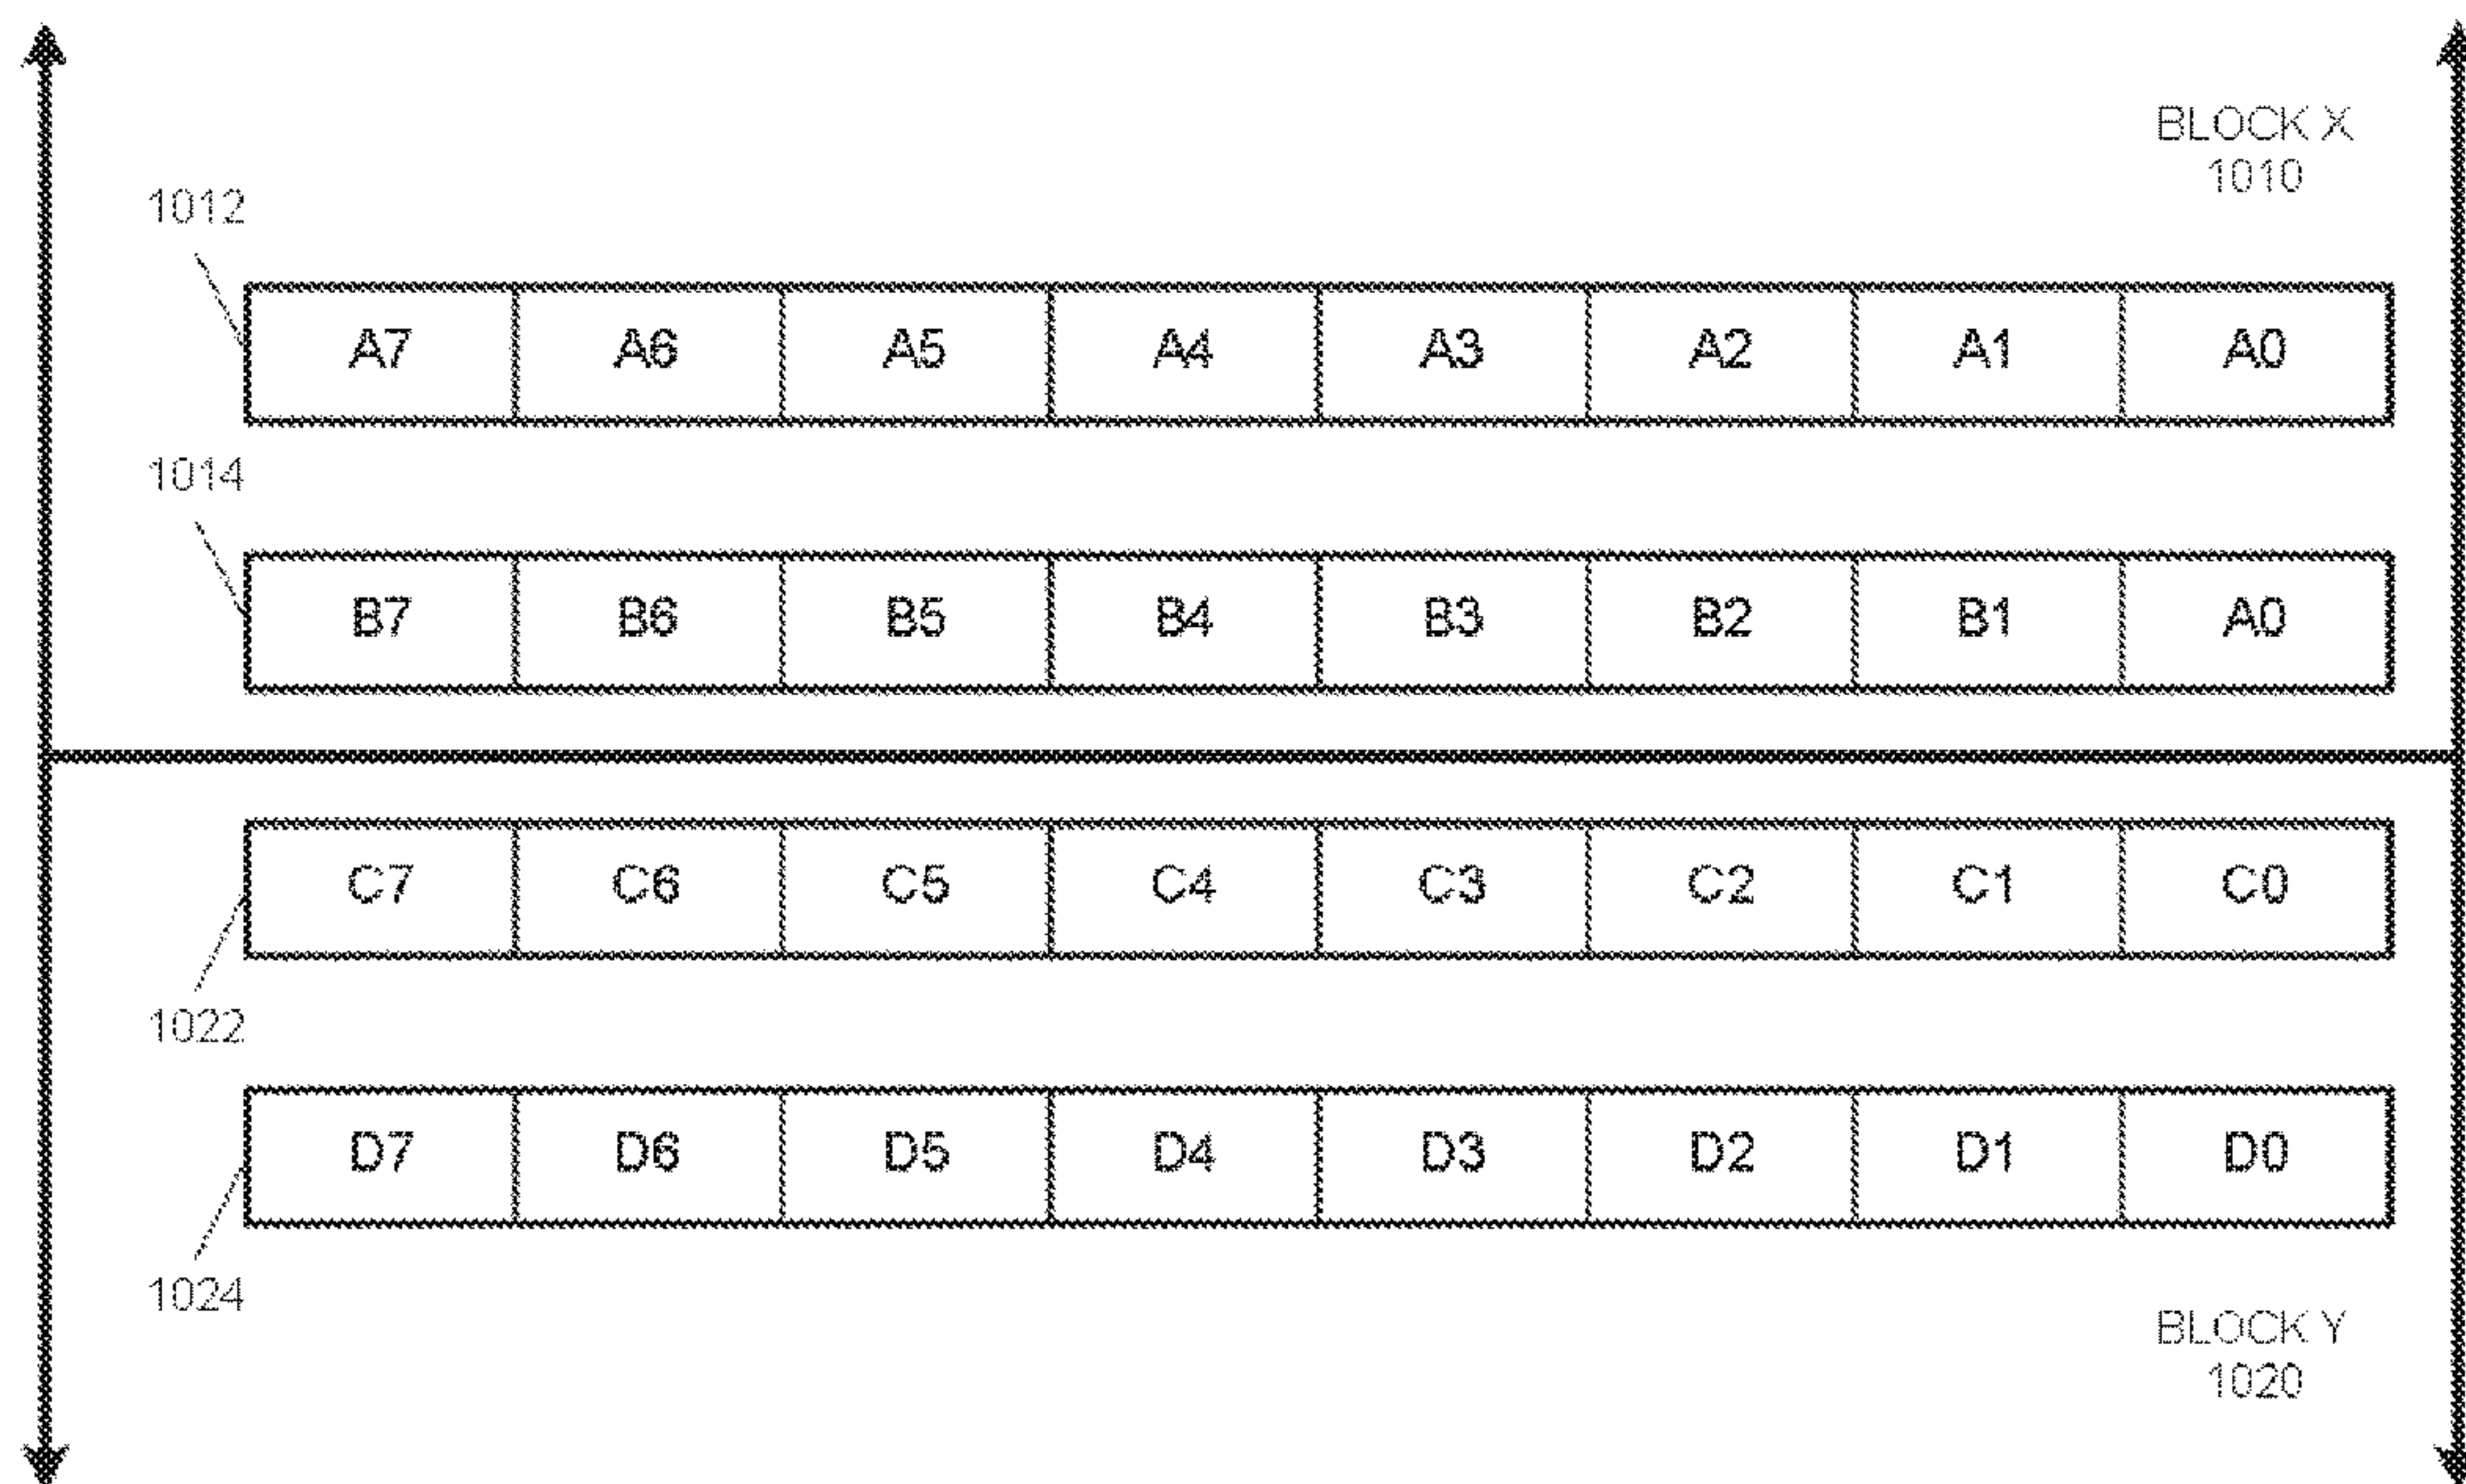 BLOCK X
1010
1012
A7 A6 A5 A4 A3 A2 A1 A0
1014
B7 B6 B5 B4 B3 B2 B1 A0
C7 C6 C5 C4 C3 C2 C1 C0
1022
D7 D6 D5 D4 D3 D2 D1 D0
1024
BLOCK Y
1020